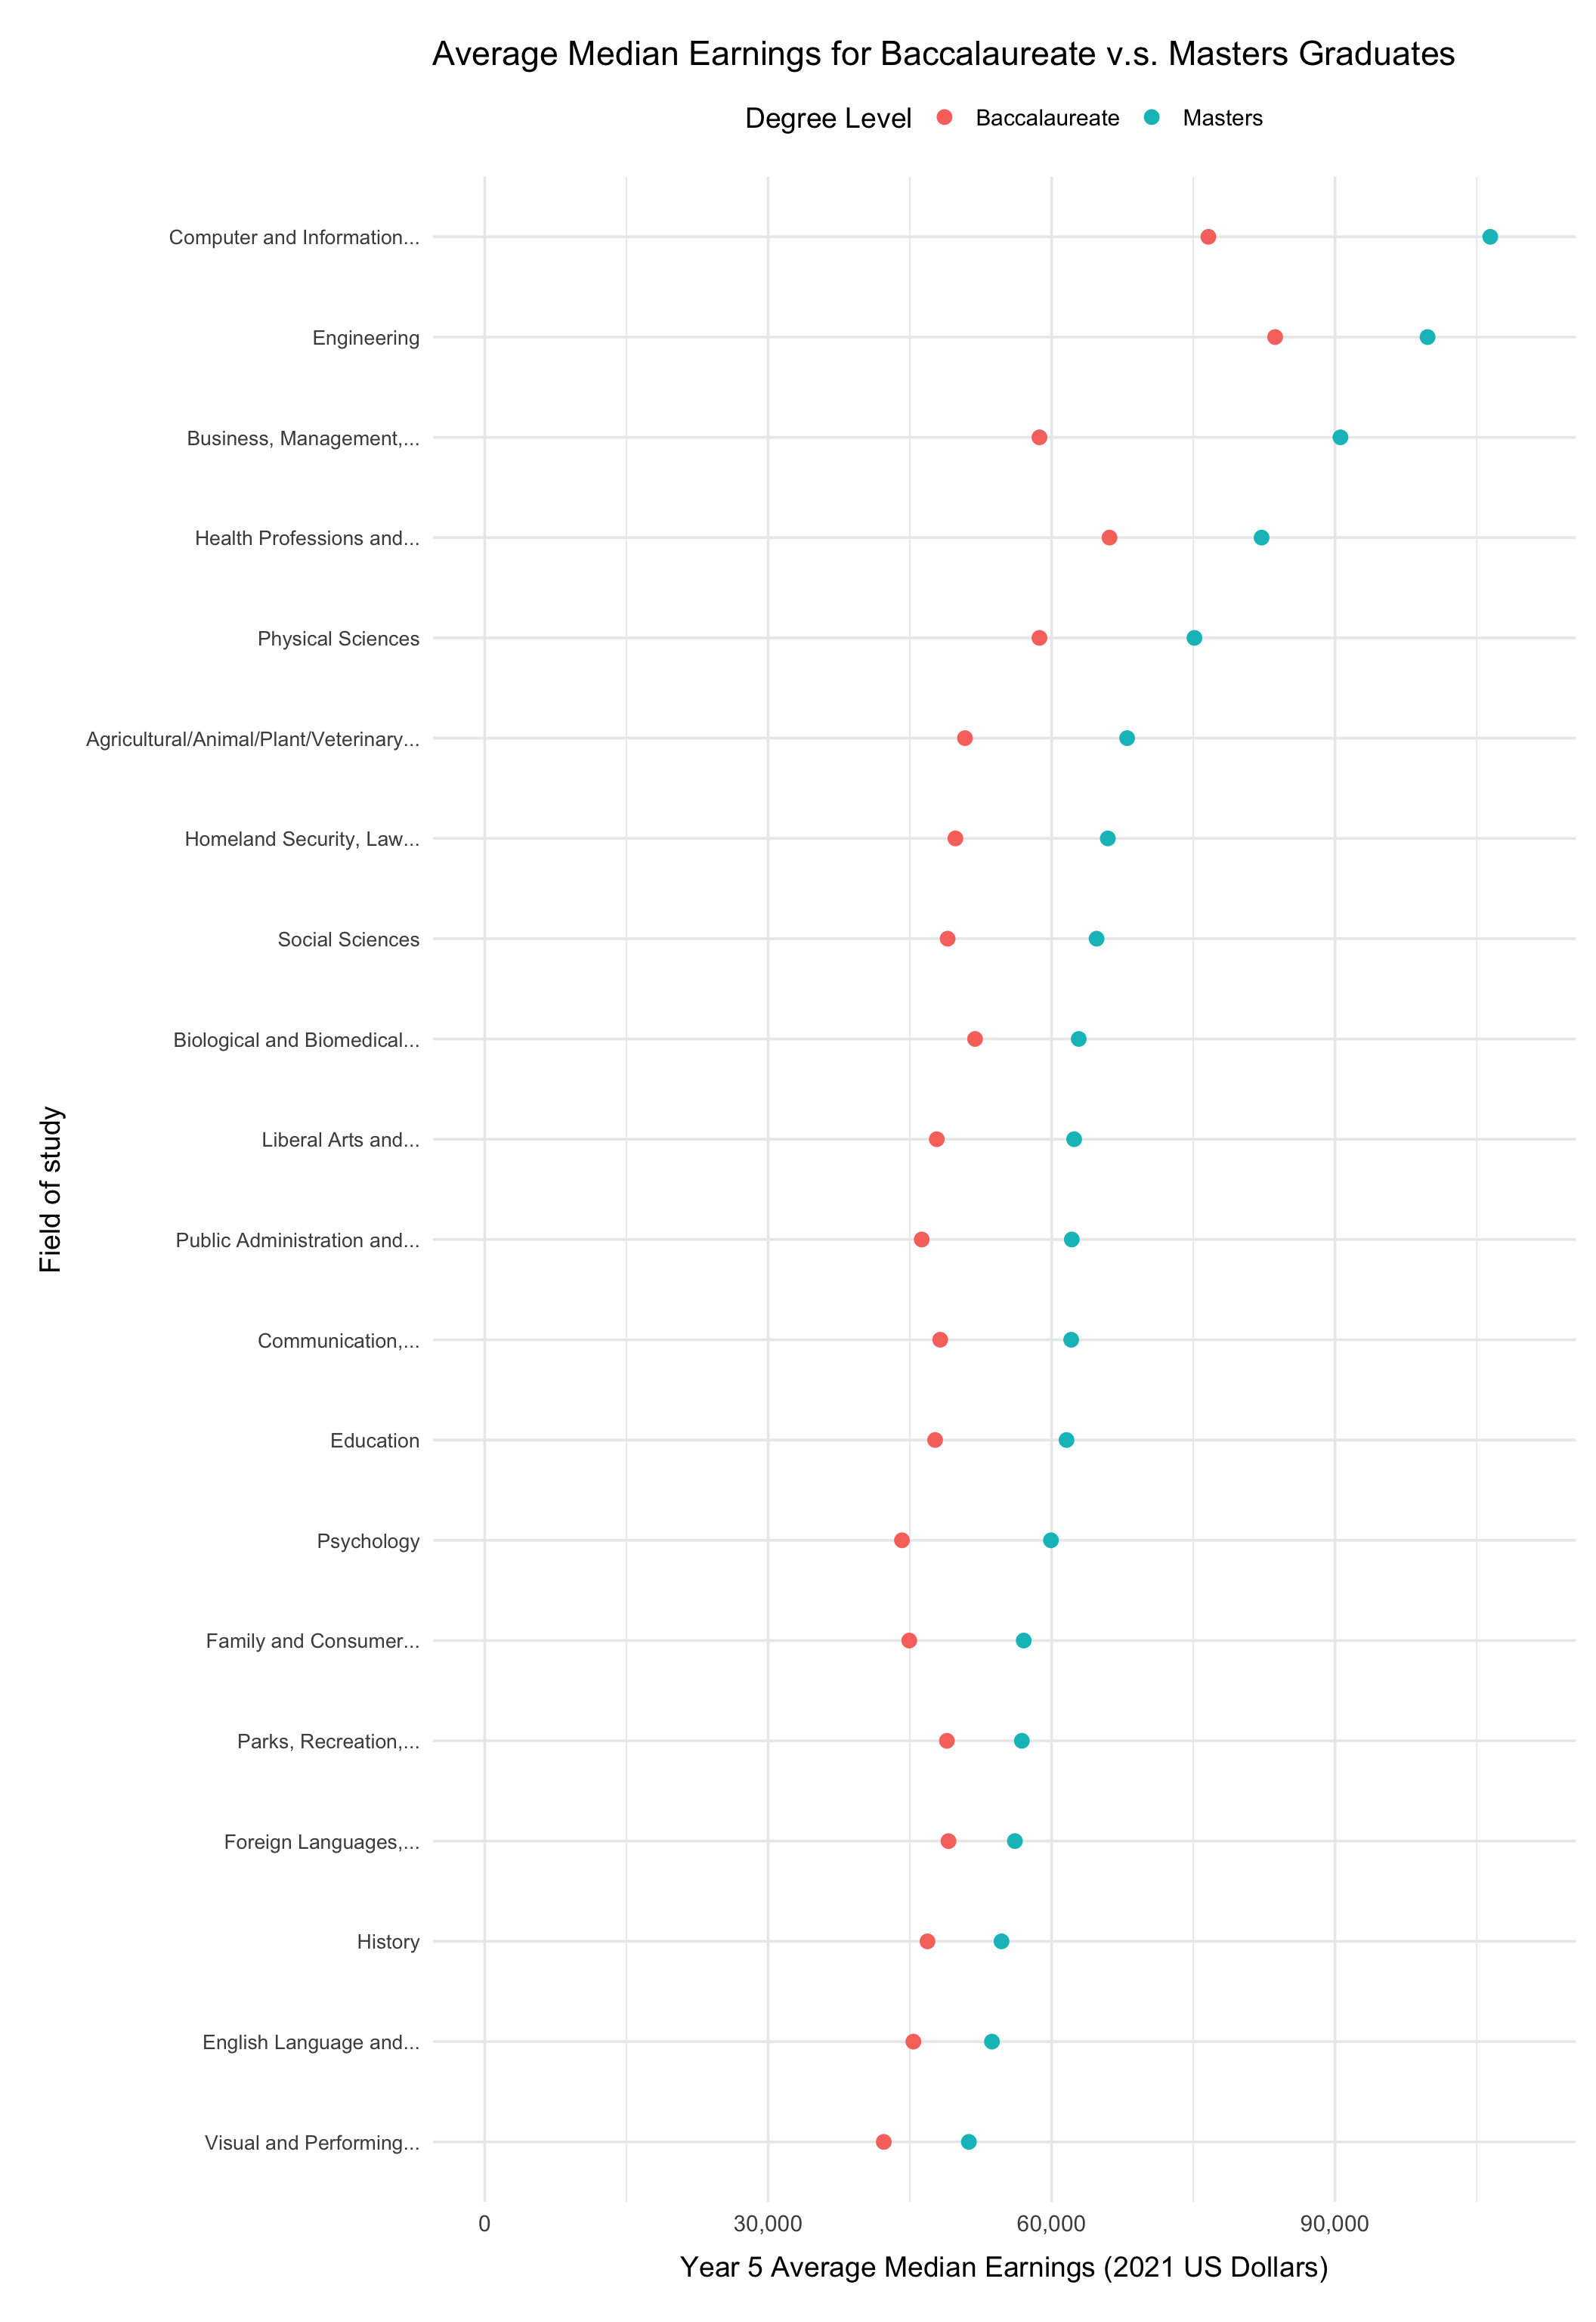 Average Median Earnings for Baccalaureate v.s. Masters Graduates
Degree Level Baccalaureate Masters
Computer and Information...
Engineering
Business, Management,...
Health Professions and...
Physical Sciences
Agricultural/Animal/Plant/Veterinary...
Homeland Security, Law...
Social Sciences
Biological and Biomedical...
Liberal Arts and...
Public Administration and...
Communication,...
Education
Psychology
Family and Consumer...
Parks, Recreation,...
Foreign Languages,...
History
English Language and...
Visual and Performing...
Field of study
0 30,000 60,000 90,000
Year 5 Average Median Earnings (2021 US Dollars)